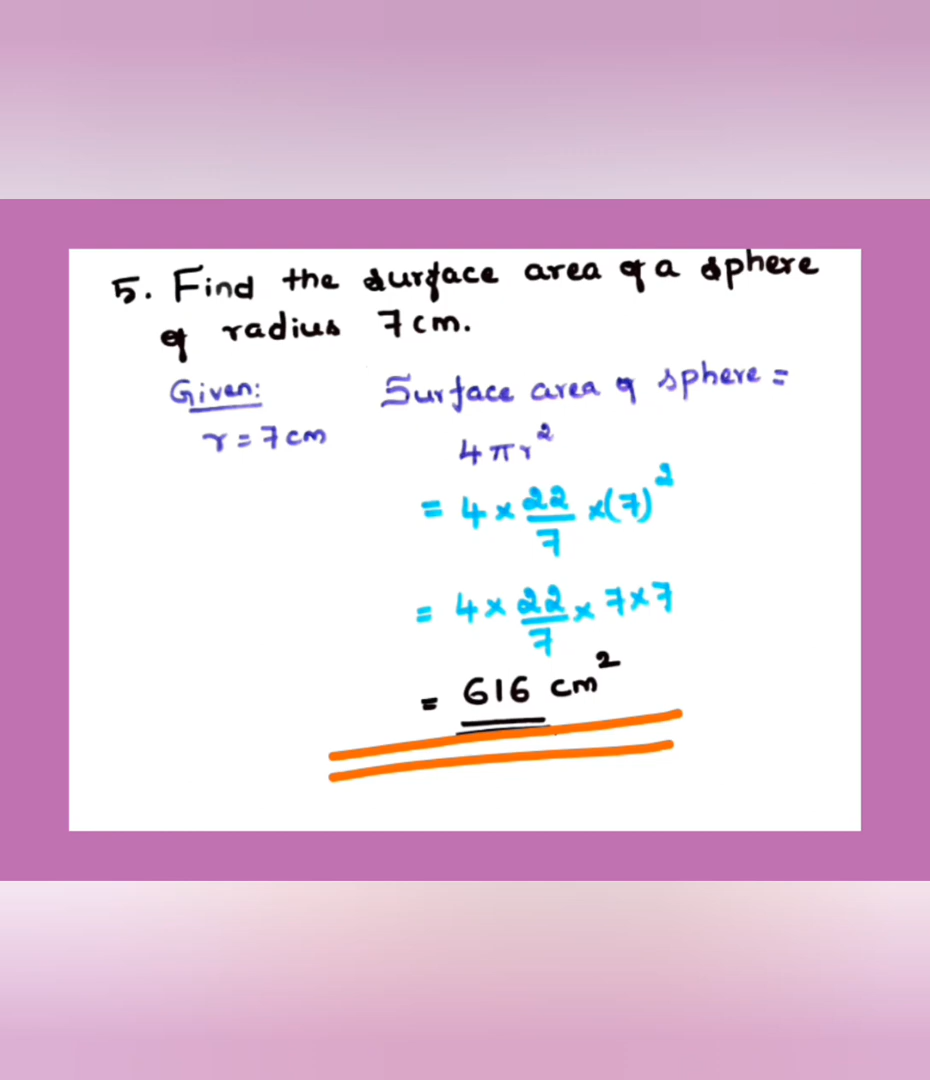 5. Find the surface area of a sphere
of radius 7cm.
Given: Surface area of sphere =
r = 7cm 4πr²
= 4 × 22/7 × (7)²
= 4 × 22/7 × 7 × 7
= 616 cm²